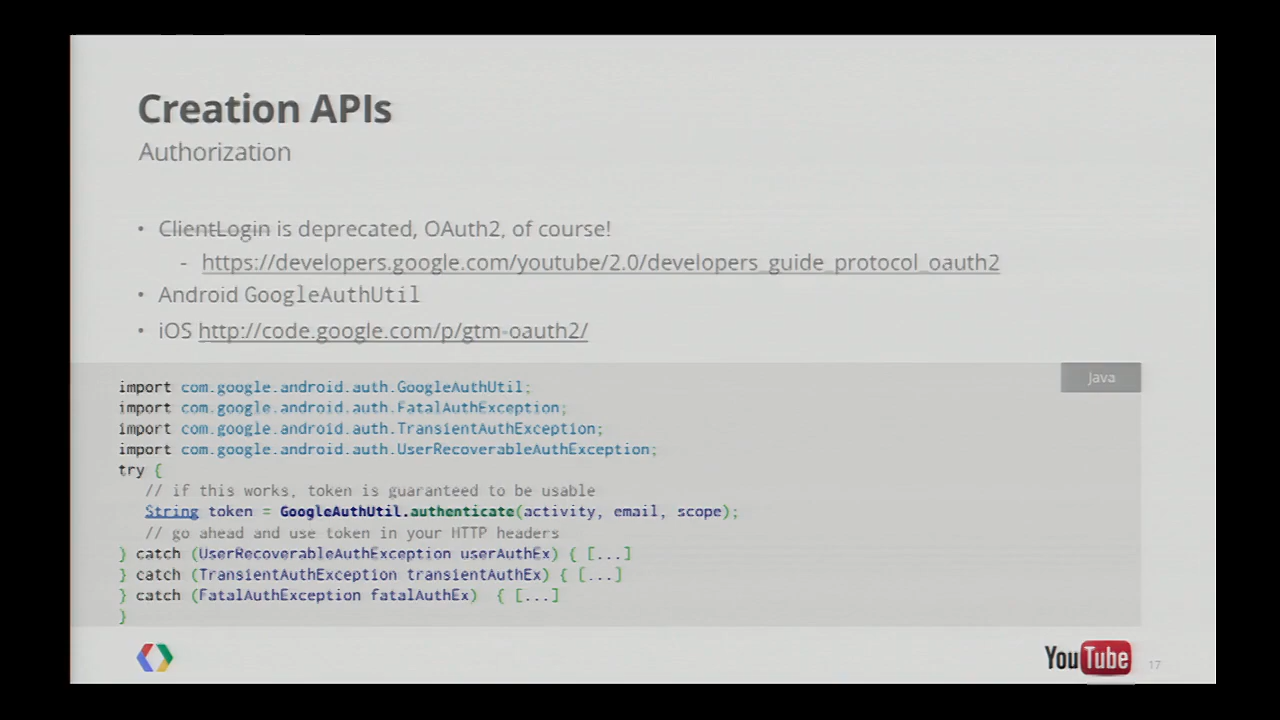 Creation APIs
Authorization
• ClientLogin is deprecated, OAuth2, of course!
- https://developers.google.com/youtube/2.0/developers_guide_protocol_oauth2
• Android GoogleAuthUtil
• iOS http://code.google.com/p/gtm-oauth2/
Java
import com.google.android.auth.GoogleAuthUtil;
import com.google.android.auth.FatalAuthException;
import com.google.android.auth.TransientAuthException;
import com.google.android.auth.UserRecoverableAuthException;
try {
// if this works, token is guaranteed to be usable
String token = GoogleAuthUtil.authenticate(activity, email, scope);
// go ahead and use token in your HTTP headers
} catch (UserRecoverableAuthException userAuthEx) { [...]
} catch (TransientAuthException transientAuthEx) { [...]
} catch (FatalAuthException fatalAuthEx) { [...]
}
YouTube 17